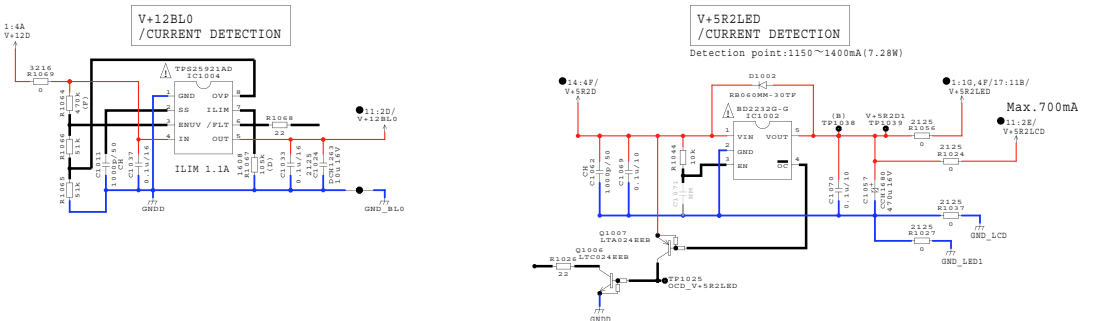 V+12BL0
/CURRENT DETECTION
1:4A
V+12D
3216
R1069
0
R1064
470k
(F)
R1066
51k
R1065
51k
C1011
1000p/50
CH
C1037
0.1u/16
TPS25921AD
IC1004
1 GND OVP 8
2 SS ILIM 7
3 ENUV /FLT 6
4 IN OUT 5
ILIM 1.1A
R1068
22
1608
R1067
105k
(D)
C1033
0.1u/16
2125
C1024
DCH1263
10u16V
11:2D/
V+12BL0
GNDD
GND_BL0
V+5R2LED
/CURRENT DETECTION
Detection point:1150~1400mA(7.28W)
14:4F/
V+5R2D
D1002
RB060MM-30TF
BD2232G-G
IC1002
1 VIN VOUT 5
2 GND
3 EN OC 4
CH
C1062
1000p/50
C1069
0.1u/10
R1044
10k
C1071
NM
(B)
TP1038
V+5R2D1
TP1039
2125
R1056
0
1:1G,4F/17:11B/
V+5R2LED
Max.700mA
11:2E/
V+5R2LCD
2125
R1024
0
C1079
0.1u/10
C1057
CCH1680
470u16V
2125
R1037
0
GND_LCD
2125
R1027
0
GND_LED1
Q1007
LTA024EEB
Q1006
LTC024EEB
R1026
22
TP1025
OCD_V+5R2LED
GNDD